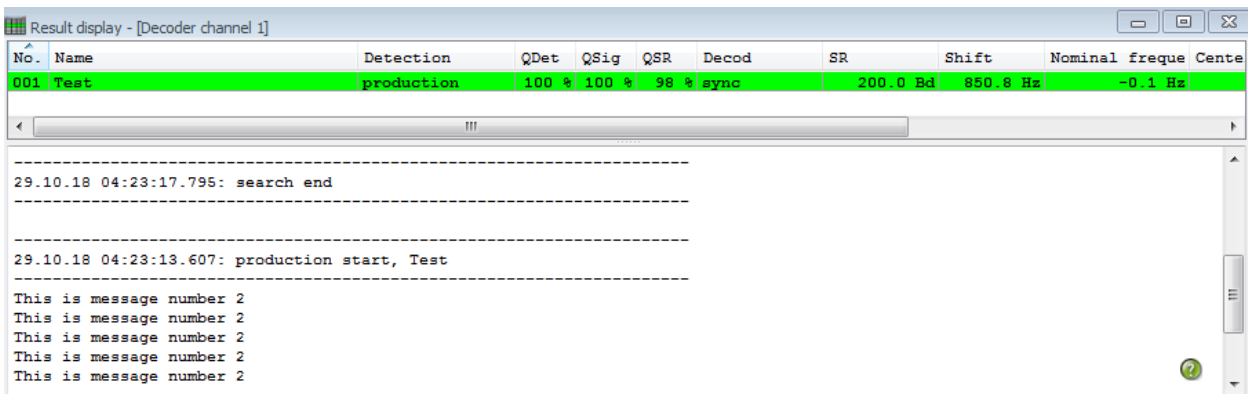 Result display - [Decoder channel 1]
No. Name Detection QDet QSig QSR Decod SR Shift Nominal freque Cente
001 Test production 100 % 100 % 98 % sync 200.0 Bd 850.8 Hz -0.1 Hz
----------------------------------------------------------------------
29.10.18 04:23:17.795: search end
----------------------------------------------------------------------
----------------------------------------------------------------------
29.10.18 04:23:13.607: production start, Test
----------------------------------------------------------------------
This is message number 2
This is message number 2
This is message number 2
This is message number 2
This is message number 2